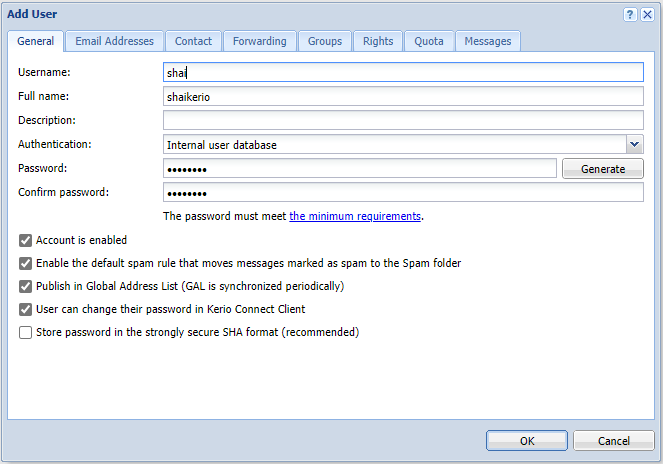 Add User
General Email Addresses Contact Forwarding Groups Rights Quota Messages
Username: shai
Full name: shaikerio
Description:
Authentication: Internal user database
Password: •••••••• Generate
Confirm password: ••••••••
The password must meet the minimum requirements.
Account is enabled
Enable the default spam rule that moves messages marked as spam to the Spam folder
Publish in Global Address List (GAL is synchronized periodically)
User can change their password in Kerio Connect Client
Store password in the strongly secure SHA format (recommended)
OK Cancel